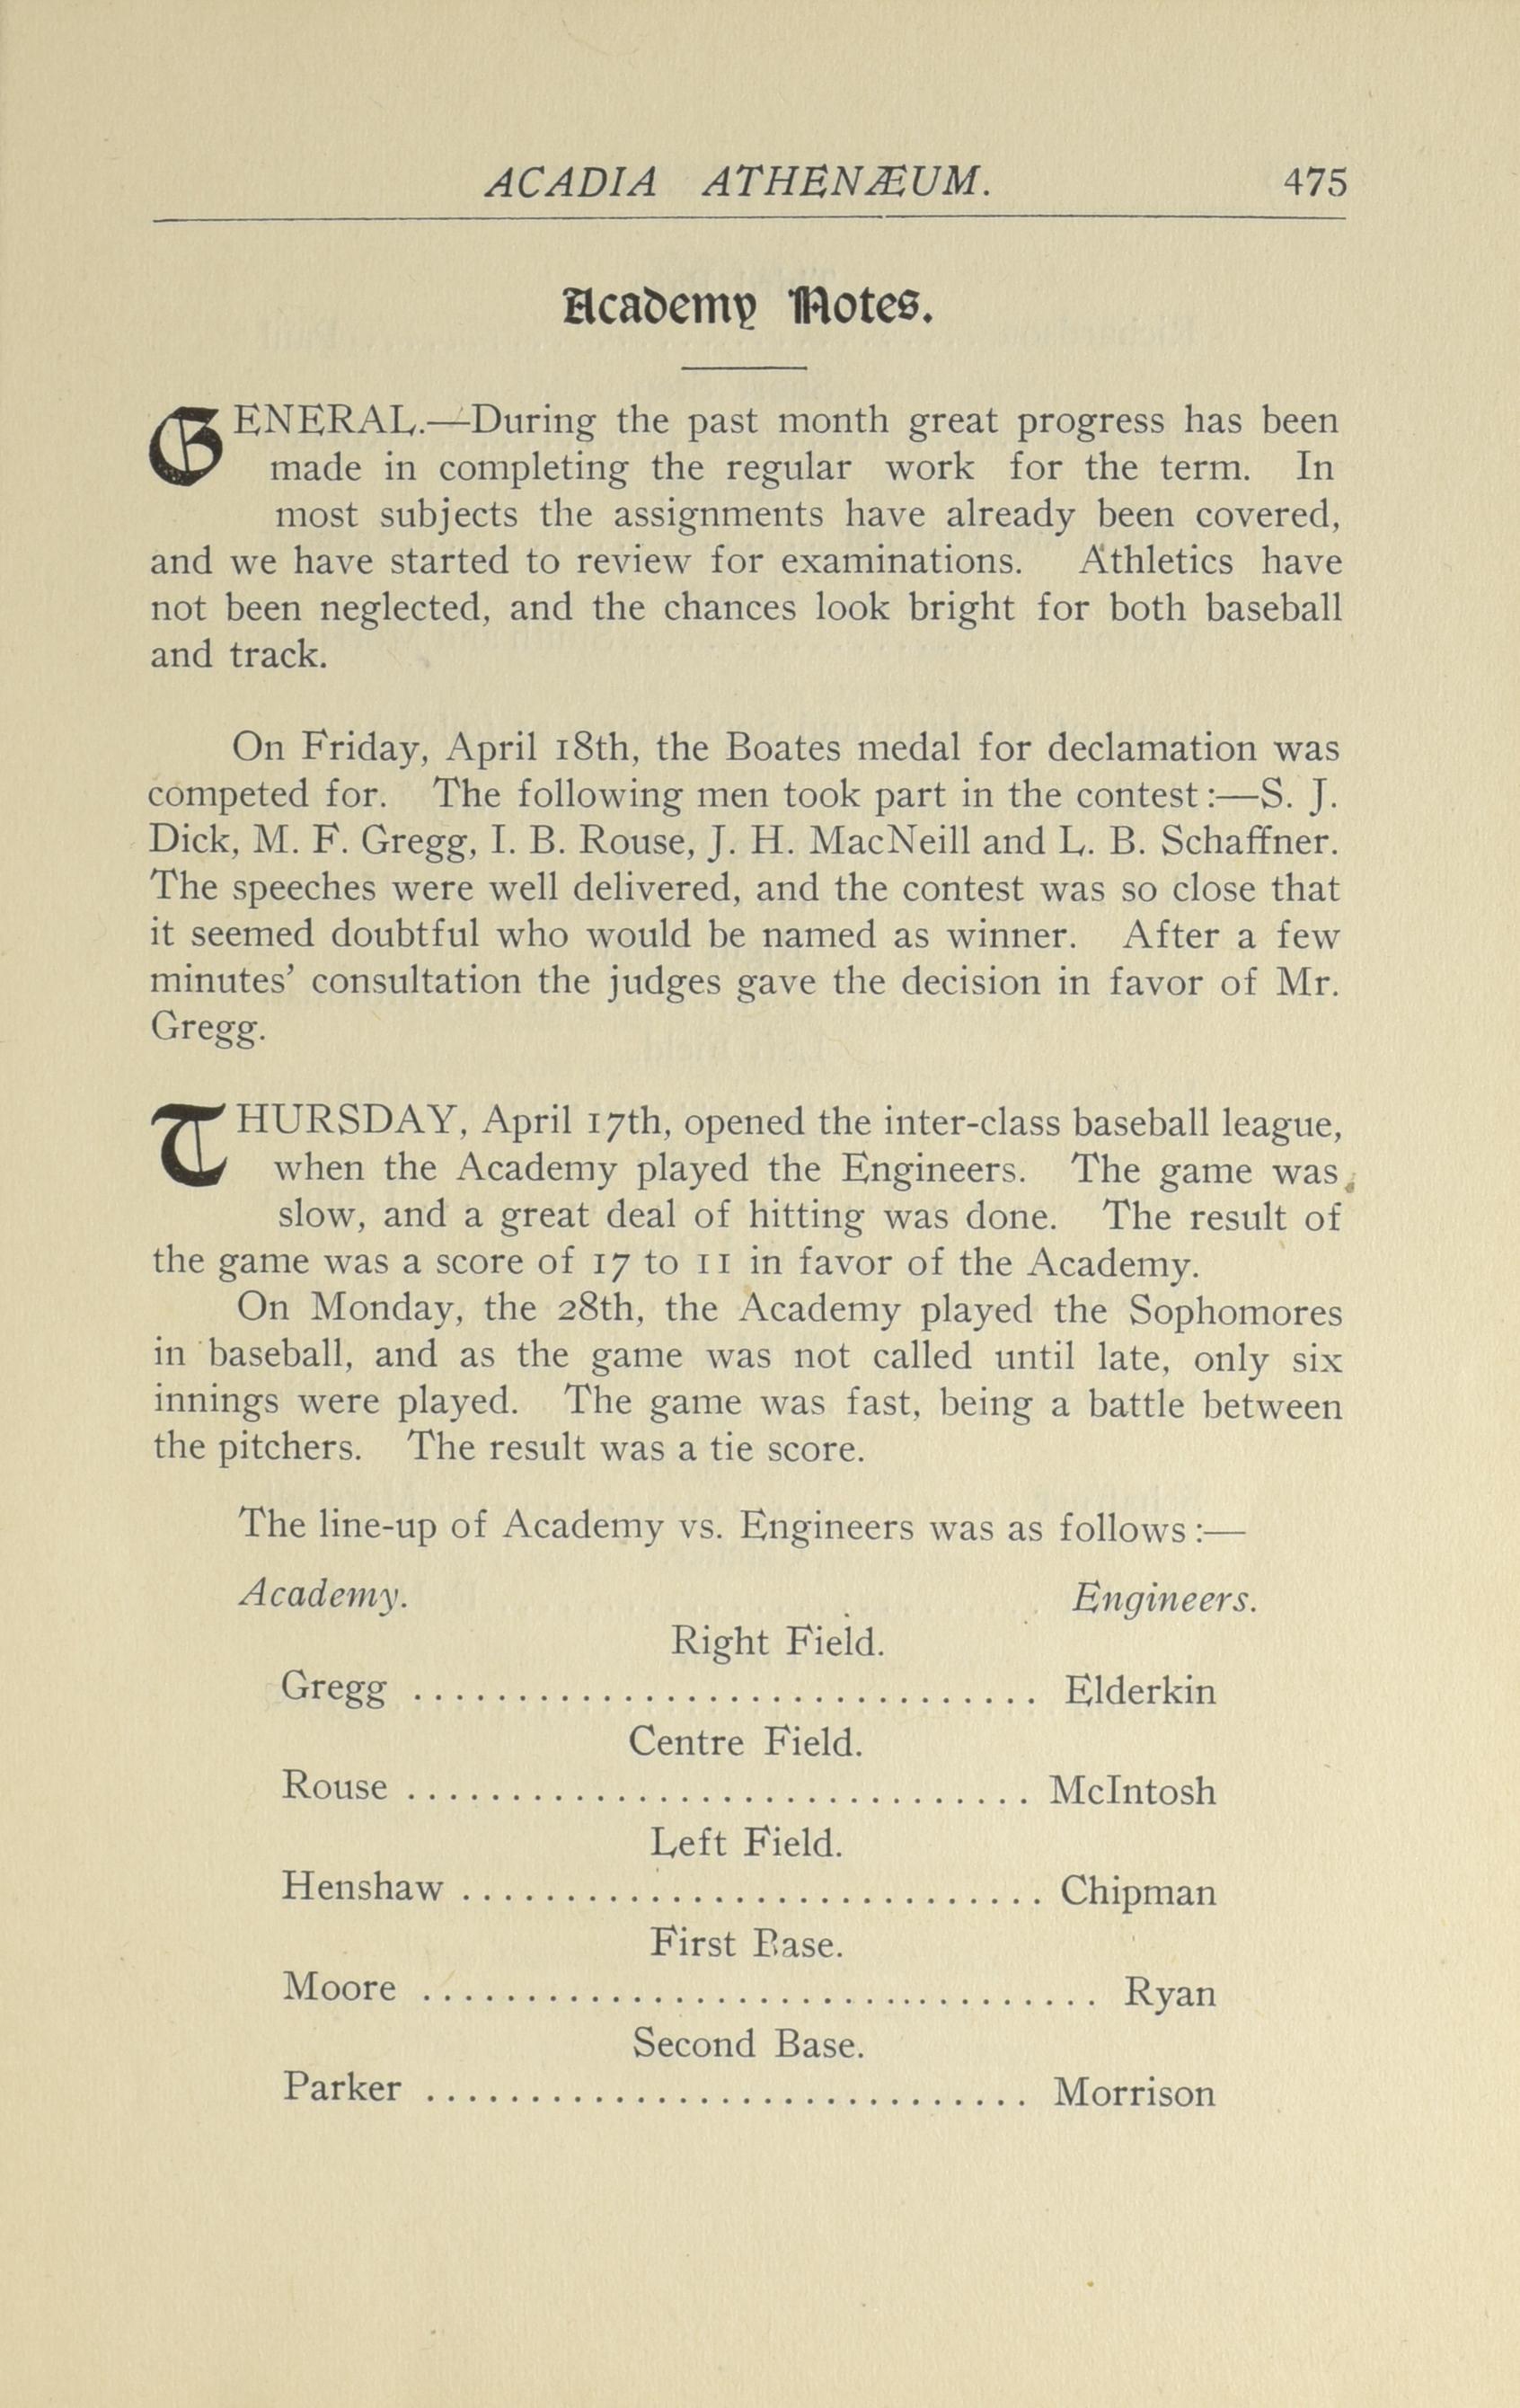 ACADIA ATHENÆUM. 475
Academy Notes.
GENERAL.—During the past month great progress has been
made in completing the regular work for the term. In
most subjects the assignments have already been covered,
and we have started to review for examinations. Athletics have
not been neglected, and the chances look bright for both baseball
and track.
On Friday, April 18th, the Boates medal for declamation was
competed for. The following men took part in the contest:—S. J.
Dick, M. F. Gregg, I. B. Rouse, J. H. MacNeill and L. B. Schaffner.
The speeches were well delivered, and the contest was so close that
it seemed doubtful who would be named as winner. After a few
minutes' consultation the judges gave the decision in favor of Mr.
Gregg.
THURSDAY, April 17th, opened the inter-class baseball league,
when the Academy played the Engineers. The game was
slow, and a great deal of hitting was done. The result of
the game was a score of 17 to 11 in favor of the Academy.
On Monday, the 28th, the Academy played the Sophomores
in baseball, and as the game was not called until late, only six
innings were played. The game was fast, being a battle between
the pitchers. The result was a tie score.
The line-up of Academy vs. Engineers was as follows:—
Academy. Engineers.
Right Field.
Gregg .............................. Elderkin
Centre Field.
Rouse .............................. McIntosh
Left Field.
Henshaw ............................ Chipman
First Base.
Moore ................................ Ryan
Second Base.
Parker ............................. Morrison